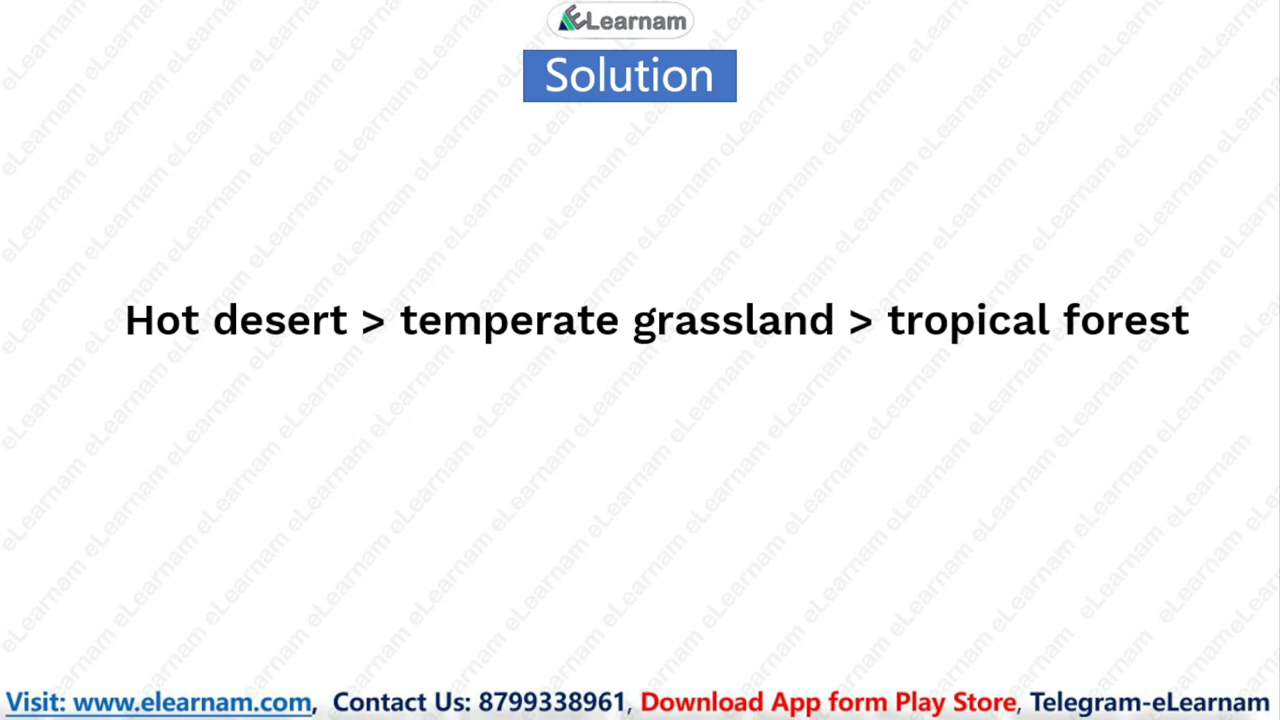 ELearnam
Solution
Hot desert > temperate grassland > tropical forest
Visit: www.elearnam.com, Contact Us: 8799338961, Download App form Play Store, Telegram-eLearnam